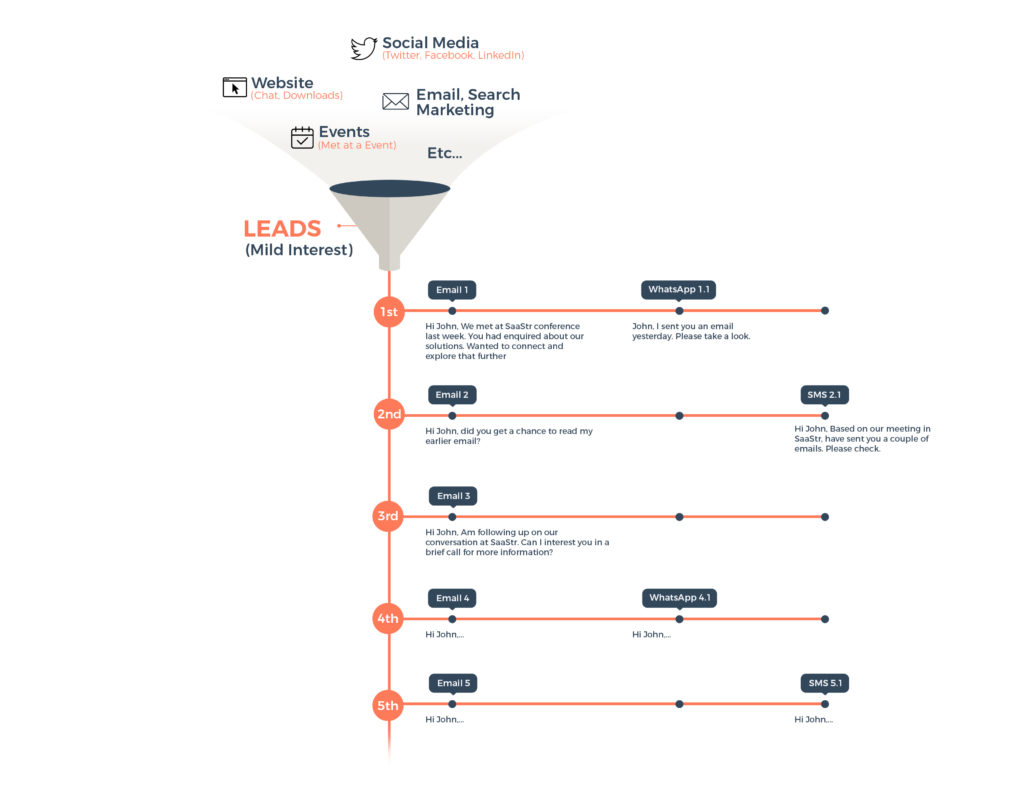 Social Media
(Twitter, Facebook, LinkedIn)
Website
(Chat, Downloads)
Email, Search
Marketing
Events
(Met at a Event)
Etc...
LEADS
(Mild Interest)
1st
Email 1
WhatsApp 1.1
Hi John, We met at SaaStr conference
last week. You had enquired about our
solutions. Wanted to connect and
explore that further
John, I sent you an email
yesterday. Please take a look.
2nd
Email 2
SMS 2.1
Hi John, did you get a chance to read my
earlier email?
Hi John, Based on our meeting in
SaaStr, have sent you a couple of
emails. Please check.
3rd
Email 3
Hi John, Am following up on our
conversation at SaaStr. Can I interest you in a
brief call for more information?
4th
Email 4
WhatsApp 4.1
Hi John,...
Hi John,...
5th
Email 5
SMS 5.1
Hi John,...
Hi John,...